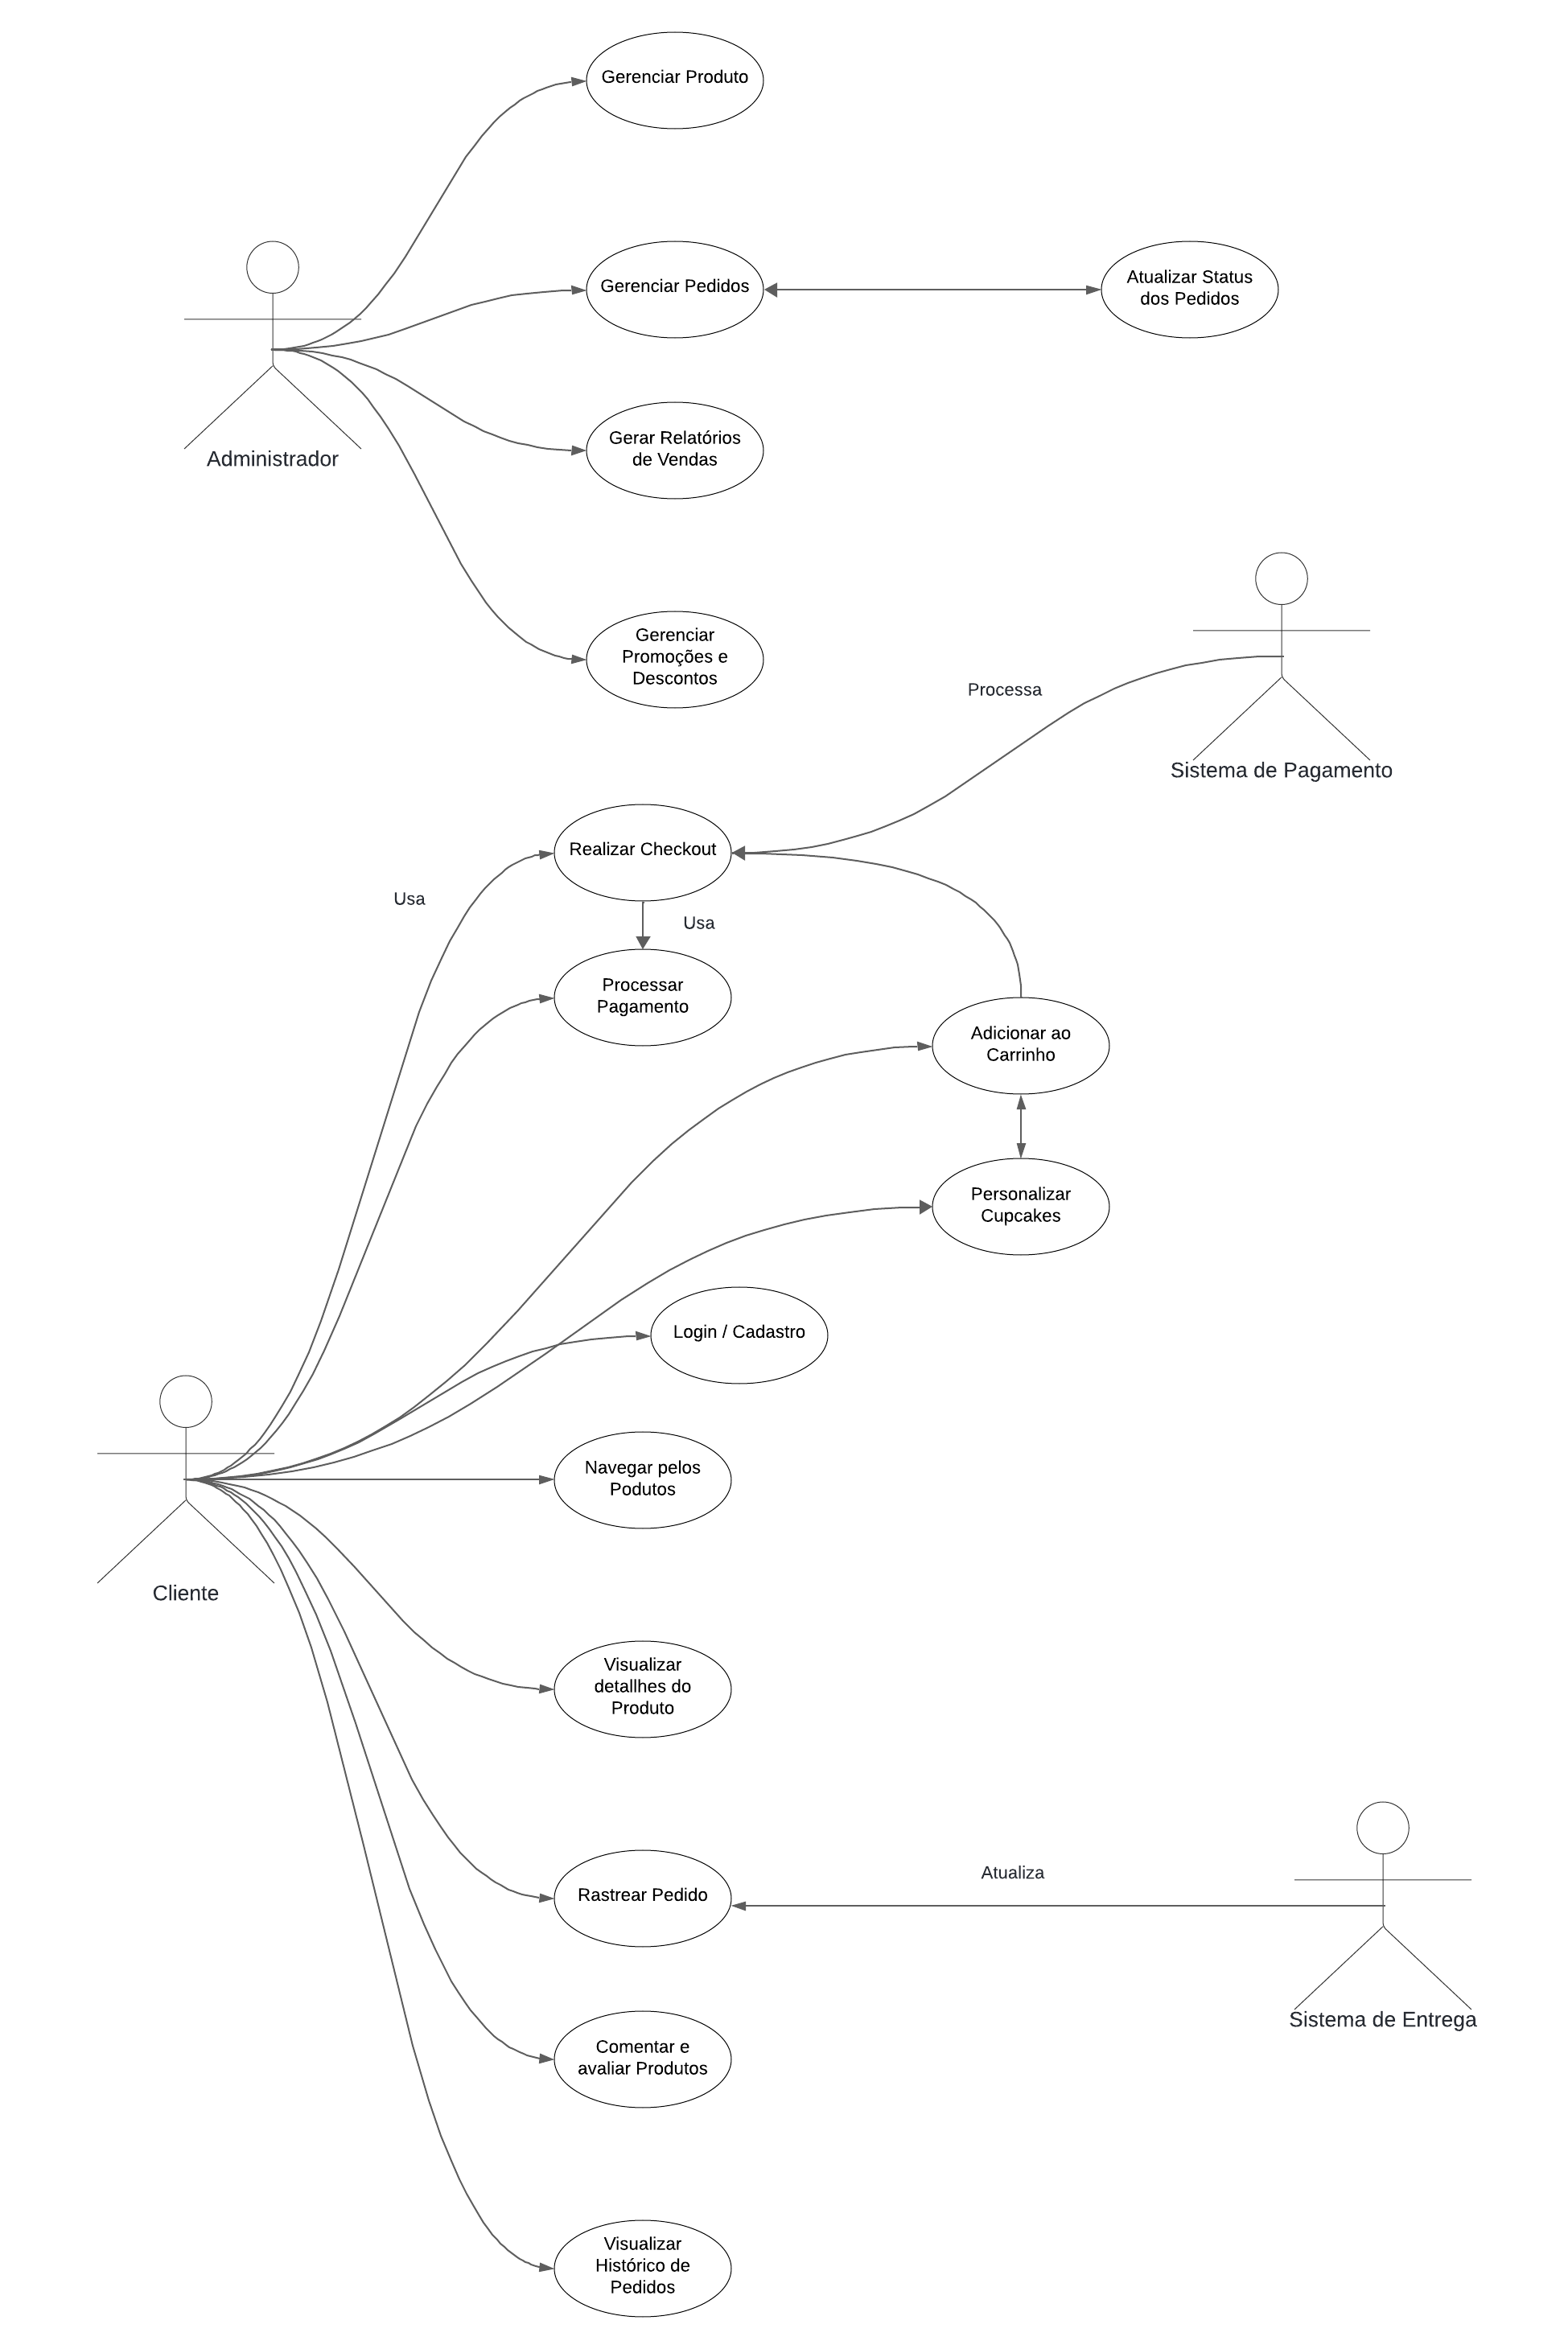 Gerenciar Produto
Gerenciar Pedidos
Atualizar Status
dos Pedidos
Gerar Relatórios
de Vendas
Administrador
Gerenciar
Promoções e
Descontos
Processa
Sistema de Pagamento
Realizar Checkout
Usa
Usa
Processar
Pagamento
Adicionar ao
Carrinho
Personalizar
Cupcakes
Login / Cadastro
Navegar pelos
Podutos
Cliente
Visualizar
detallhes do
Produto
Atualiza
Rastrear Pedido
Sistema de Entrega
Comentar e
avaliar Produtos
Visualizar
Histórico de
Pedidos